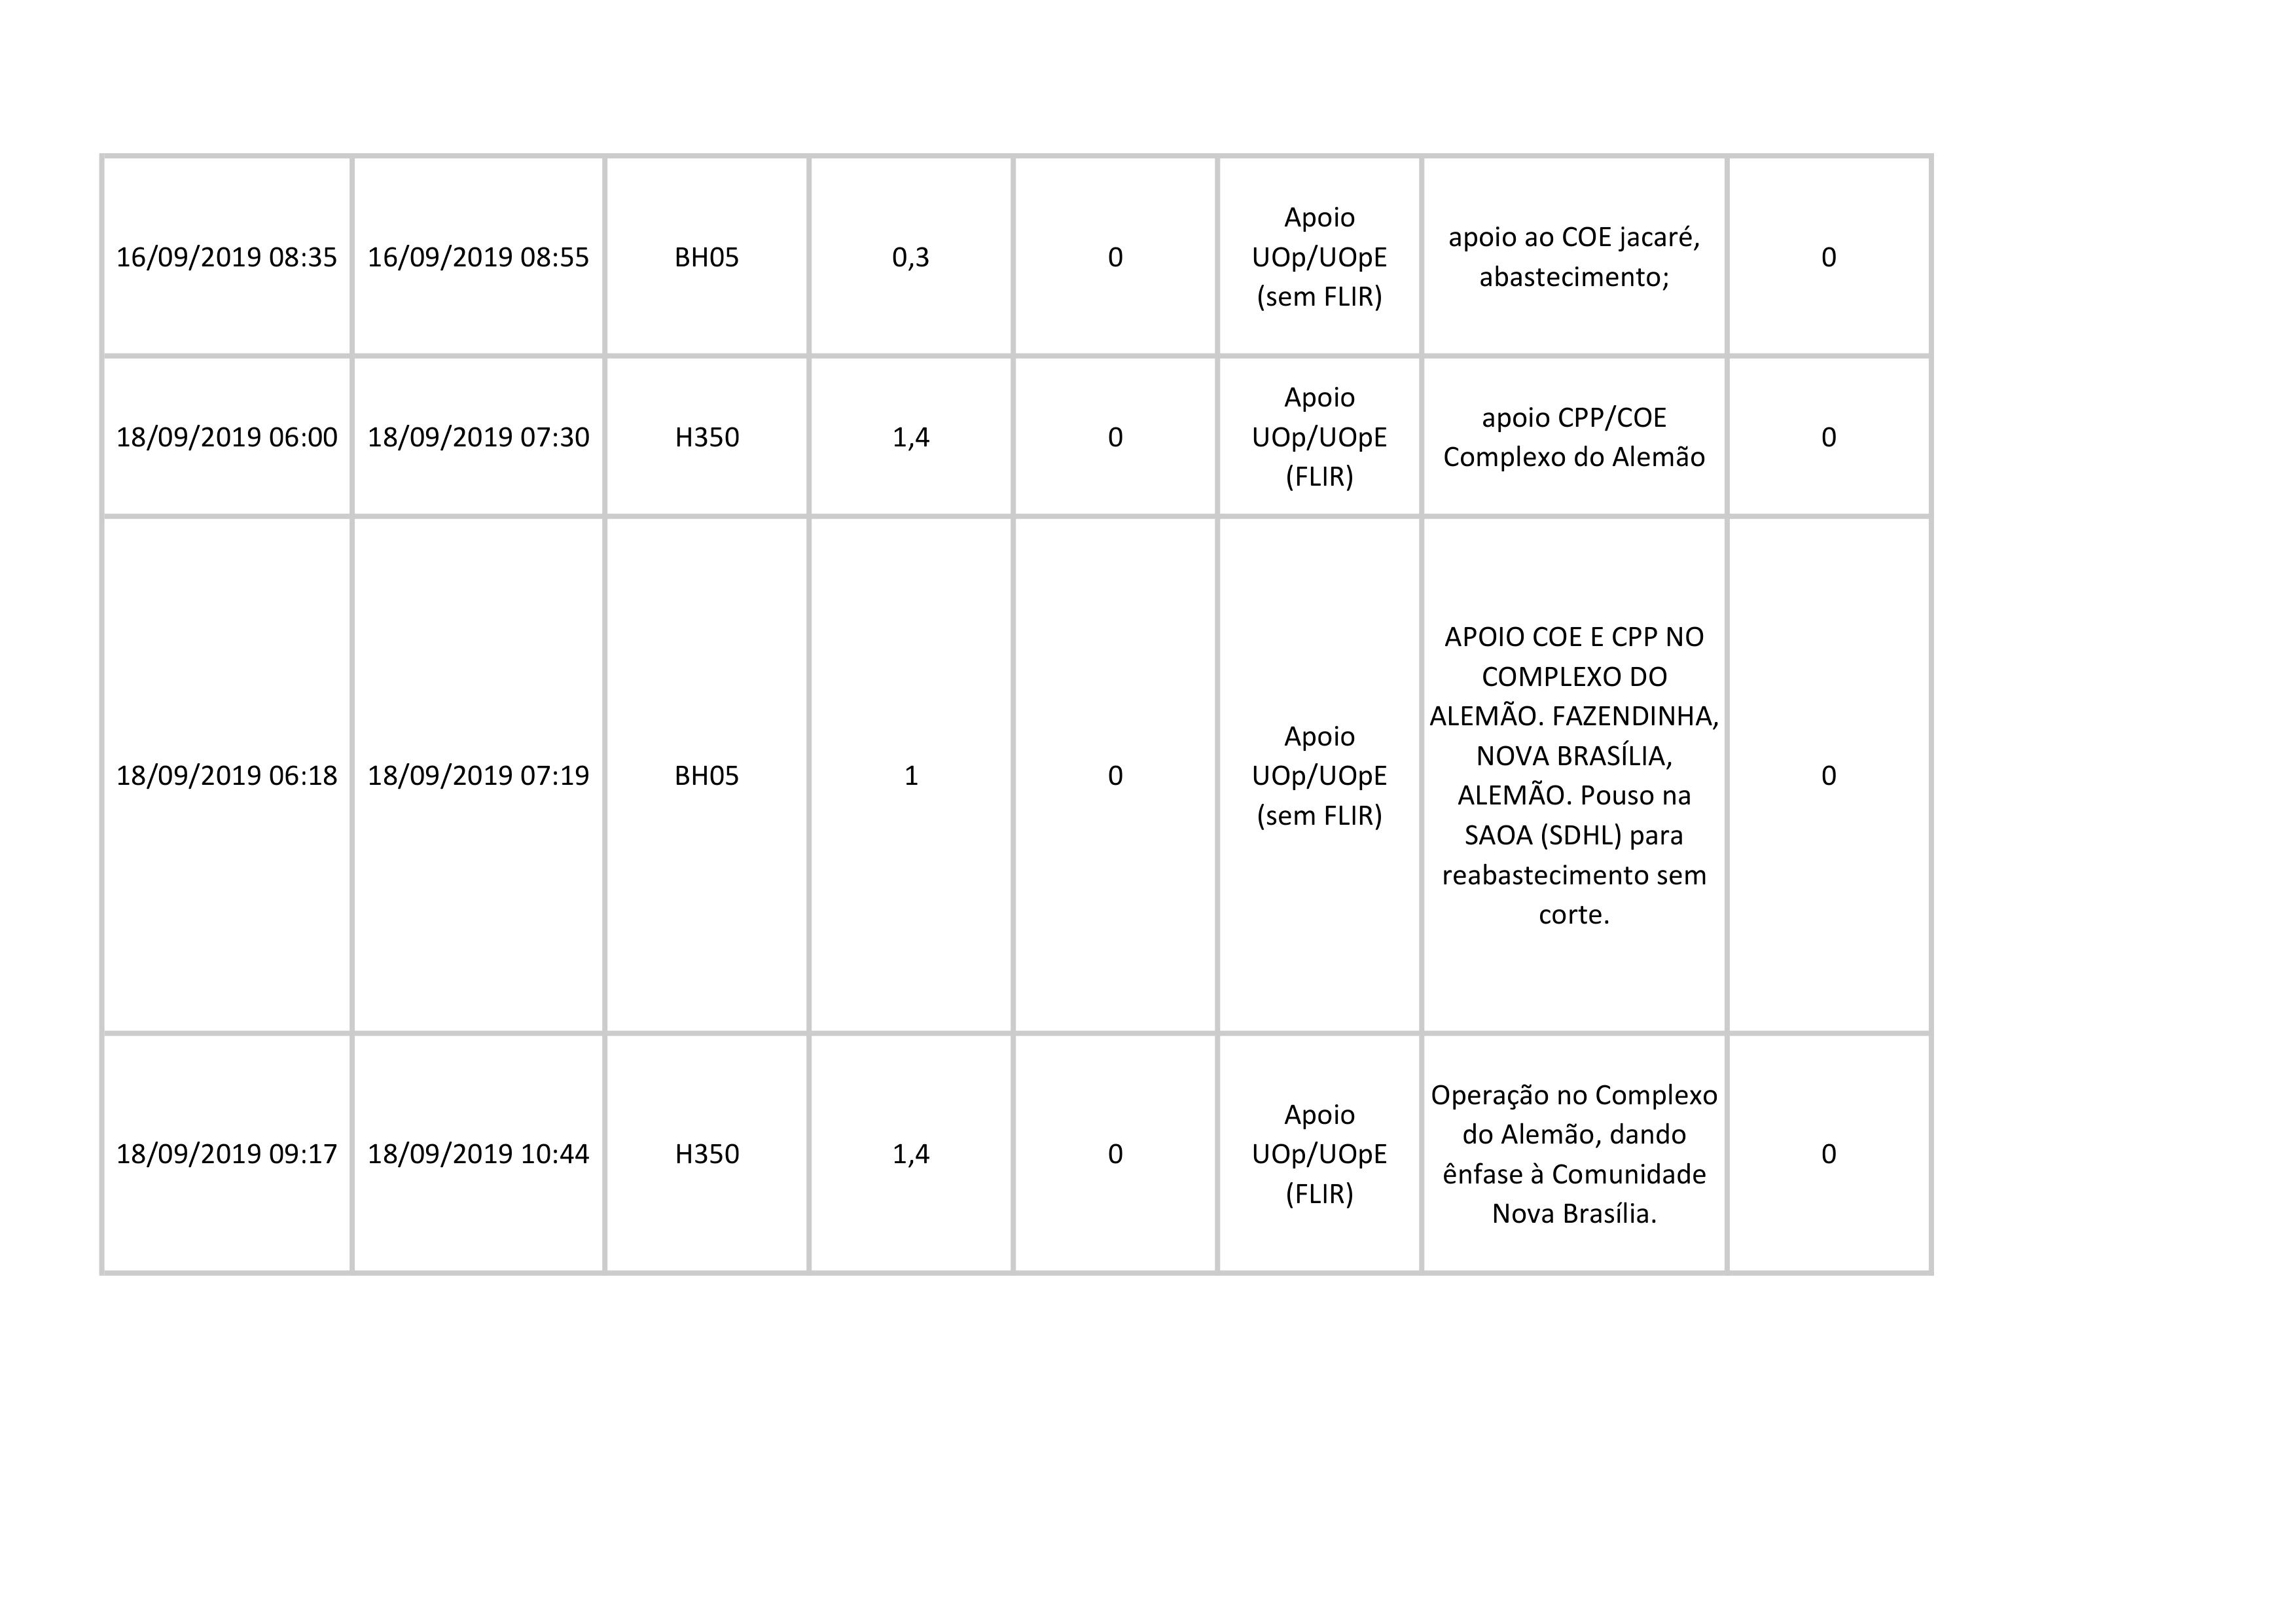 16/09/2019 08:35 16/09/2019 08:55 BH05 0,3 0 Apoio UOp/UOpE (sem FLIR) apoio ao COE jacaré, abastecimento; 0
18/09/2019 06:00 18/09/2019 07:30 H350 1,4 0 Apoio UOp/UOpE (FLIR) apoio CPP/COE Complexo do Alemão 0
18/09/2019 06:18 18/09/2019 07:19 BH05 1 0 Apoio UOp/UOpE (sem FLIR) APOIO COE E CPP NO COMPLEXO DO ALEMÃO. FAZENDINHA, NOVA BRASÍLIA, ALEMÃO. Pouso na SAOA (SDHL) para reabastecimento sem corte. 0
18/09/2019 09:17 18/09/2019 10:44 H350 1,4 0 Apoio UOp/UOpE (FLIR) Operação no Complexo do Alemão, dando ênfase à Comunidade Nova Brasília. 0